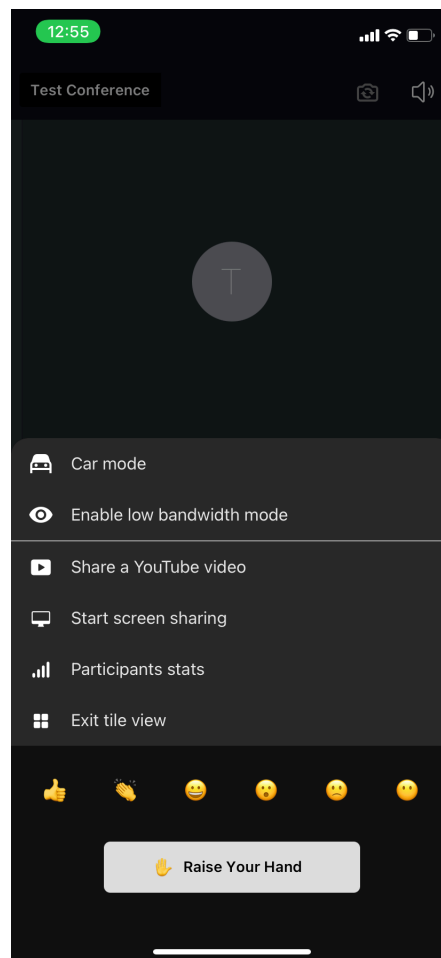 12:55
Test Conference
T
Car mode
Enable low bandwidth mode
Share a YouTube video
Start screen sharing
Participants stats
Exit tile view
Raise Your Hand